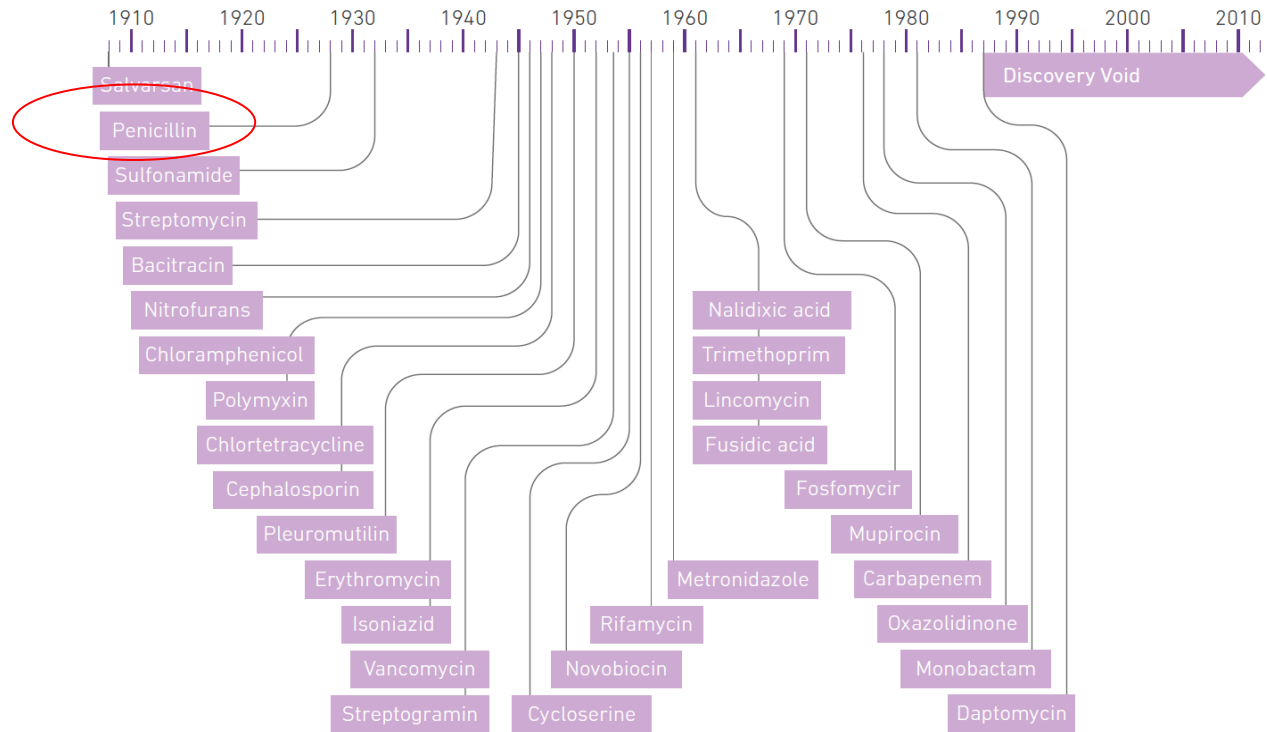 1910 1920 1930 1940 1950 1960 1970 1980 1990 2000 2010
Salvarsan
Discovery Void
Penicillin
Sulfonamide
Streptomycin
Bacitracin
Nitrofurans
Nalidixic acid
Chloramphenicol
Trimethoprim
Polymyxin
Lincomycin
Chlortetracycline
Fusidic acid
Cephalosporin
Fosfomycir
Pleuromutilin
Mupirocin
Erythromycin
Metronidazole
Carbapenem
Isoniazid
Rifamycin
Oxazolidinone
Vancomycin
Novobiocin
Monobactam
Streptogramin
Cycloserine
Daptomycin